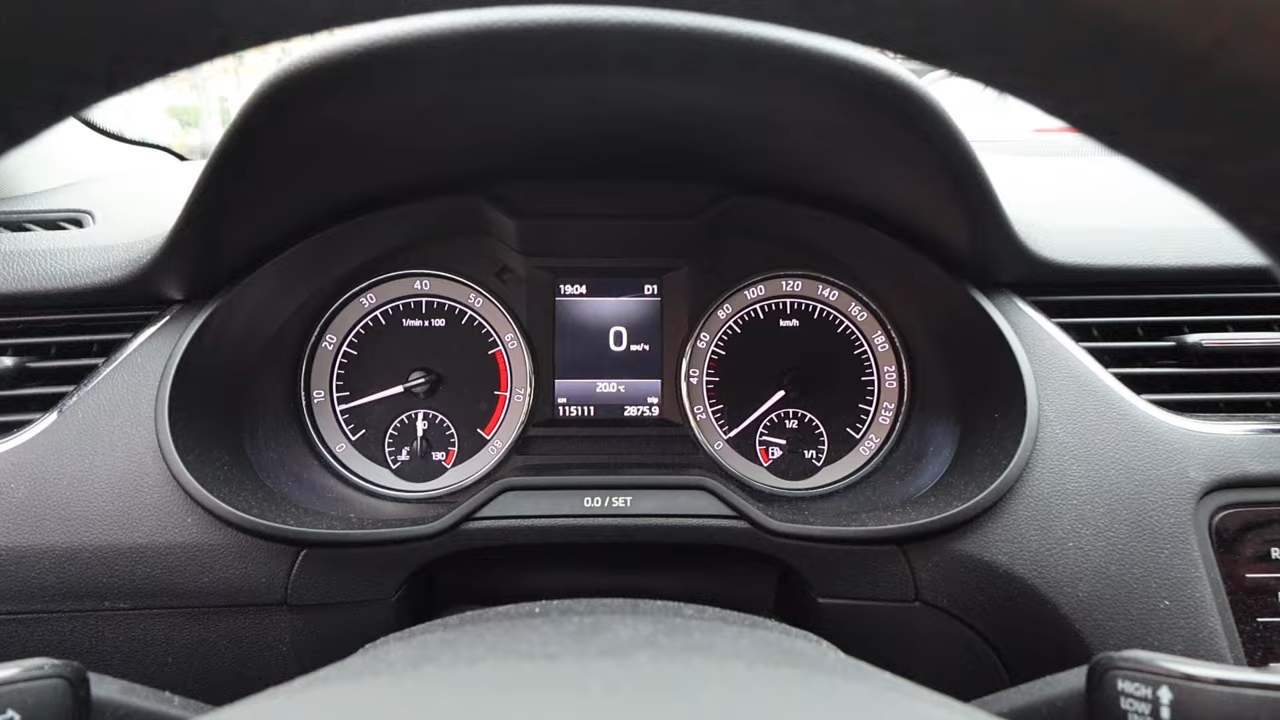 19:04 D1
0 км/ч
20.0 °C
km trip
115111 2875.9
0 10 20 30 40 50 60 70 80
1/min x 100
130
0 20 40 60 80 100 120 140 160 180 200 230 260
km/h
1/2
1/1
0.0 / SET
HIGH
LOW